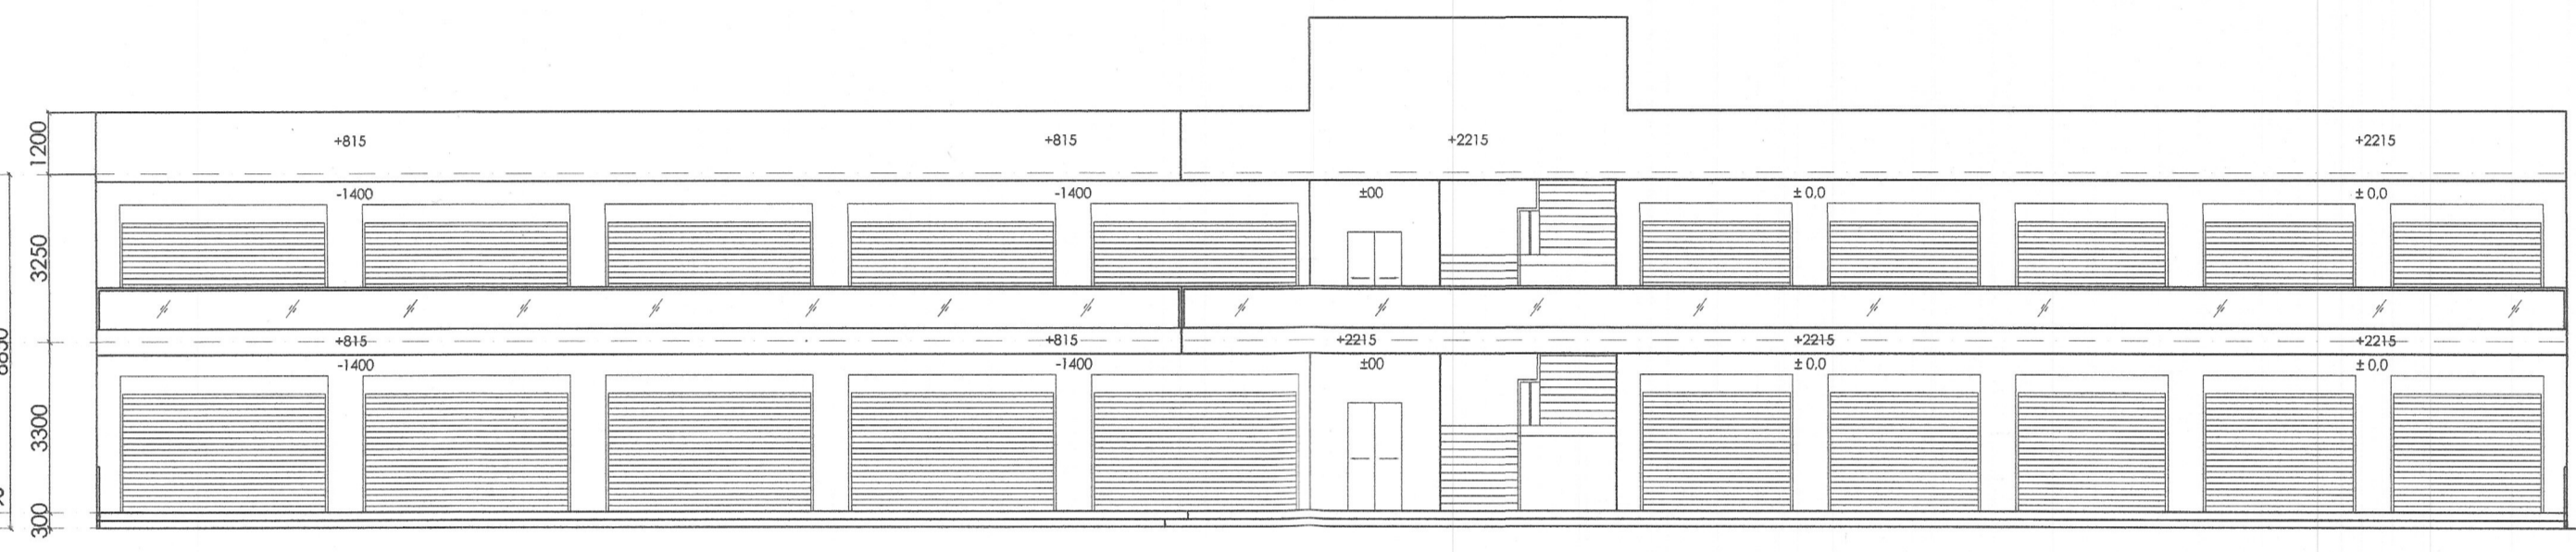 1200
+815 +815 +2215 +2215
-1400 -1400 ±00 ± 0,0 ± 0,0
3250
+815 +815 +2215 +2215 +2215
-1400 -1400 ±00 ± 0,0 ± 0,0
3300
300